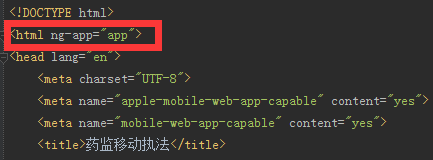 <!DOCTYPE html>
<html ng-app="app">
<head lang="en">
<meta charset="UTF-8">
<meta name="apple-mobile-web-app-capable" content="yes">
<meta name="mobile-web-app-capable" content="yes">
<title>药监移动执法</title>